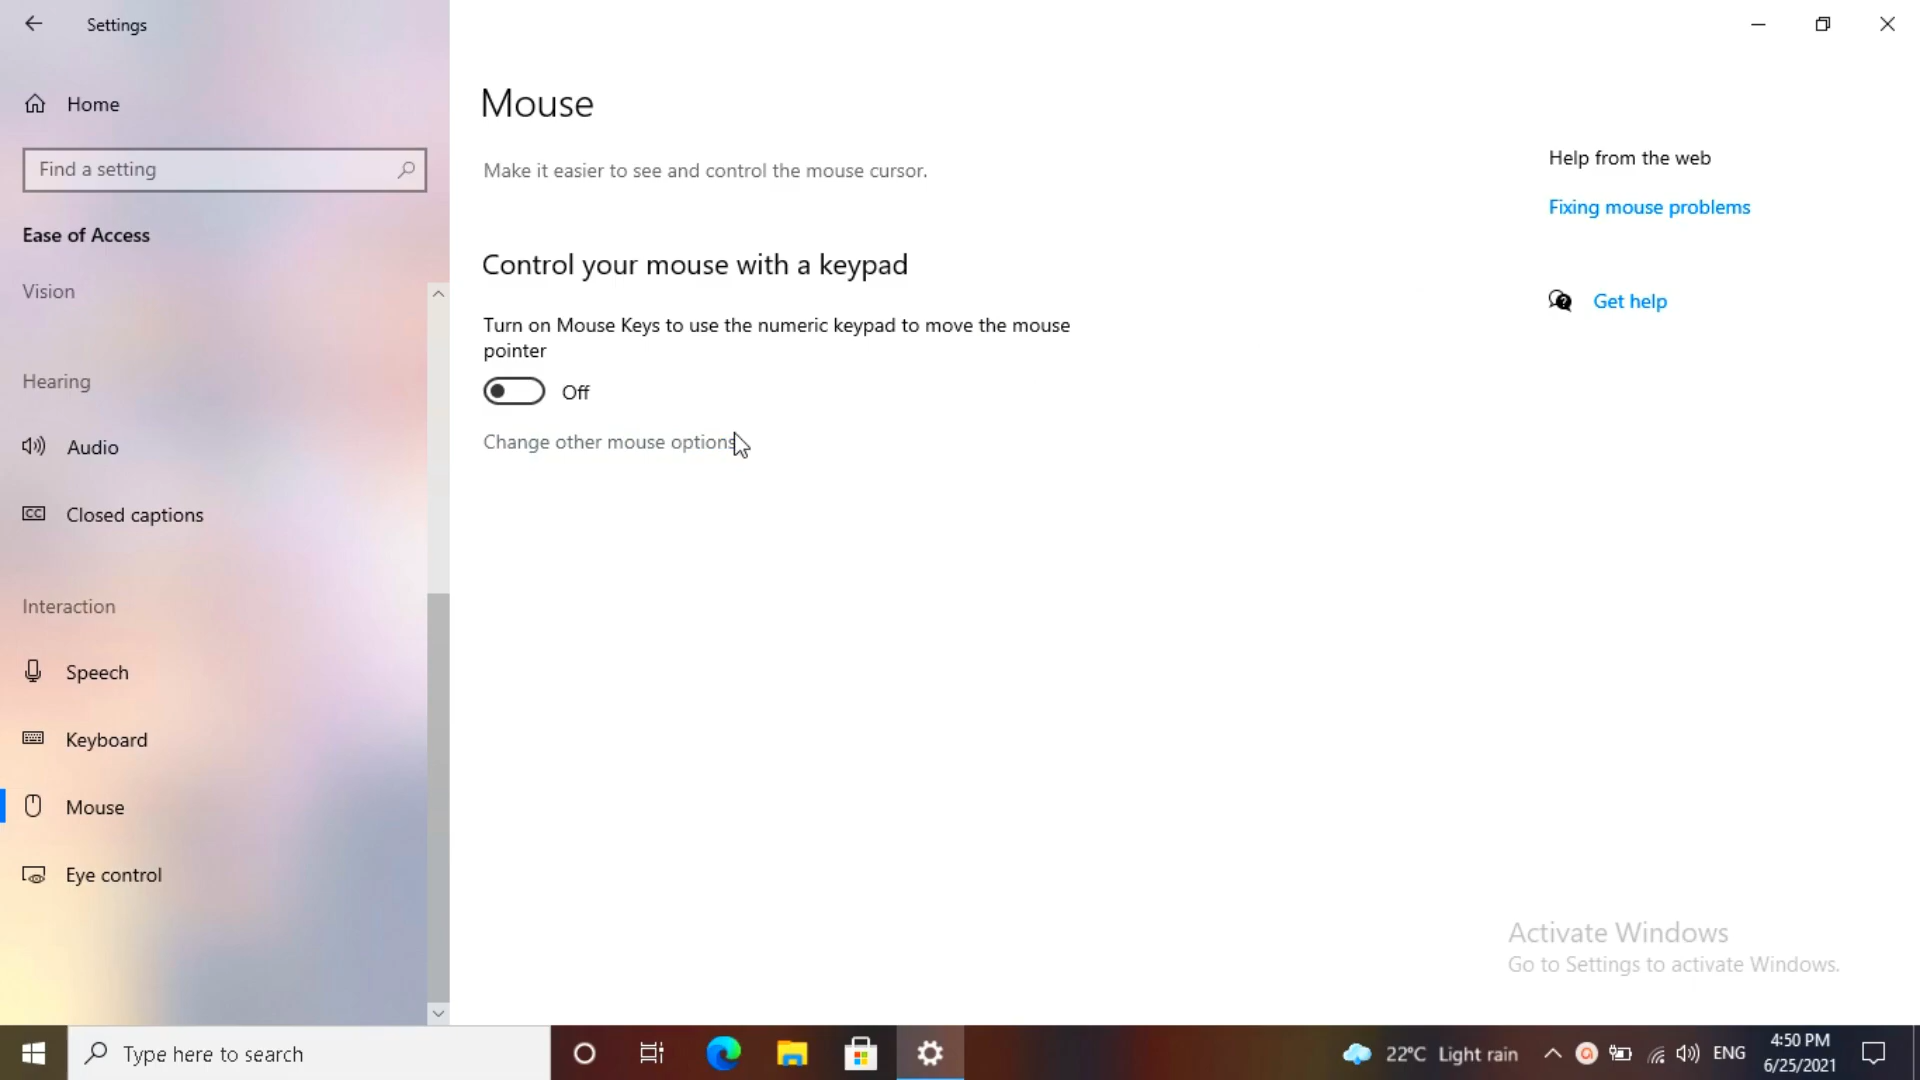 Settings
Home
Find a setting
Ease of Access
Vision
Hearing
Audio
CC Closed captions
Interaction
Speech
Keyboard
Mouse
Eye control
Mouse
Make it easier to see and control the mouse cursor.
Control your mouse with a keypad
Turn on Mouse Keys to use the numeric keypad to move the mouse
pointer
Off
Change other mouse options
Help from the web
Fixing mouse problems
Get help
Activate Windows
Go to Settings to activate Windows.
Type here to search
22°C Light rain
ENG
4:50 PM
6/25/2021